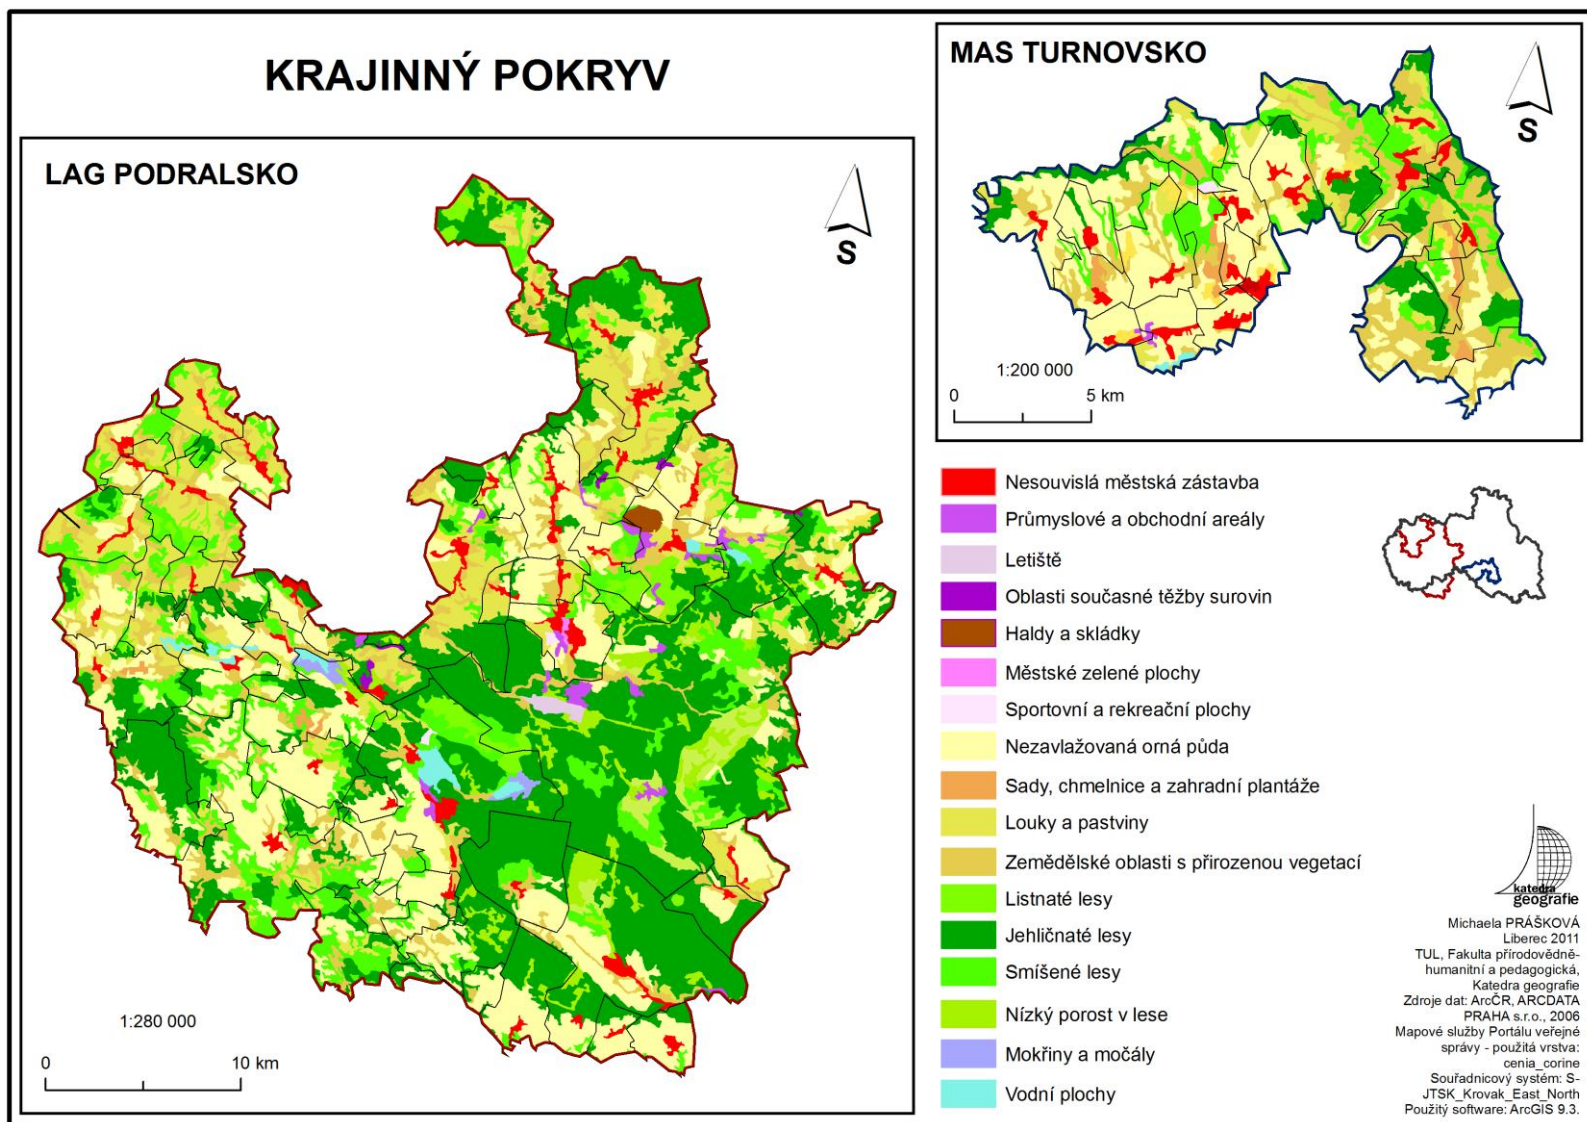 KRAJINNÝ POKRYV
LAG PODRALSKO
S
1:280 000
0 10 km
MAS TURNOVSKO
S
1:200 000
0 5 km
Nesouvislá městská zástavba
Průmyslové a obchodní areály
Letiště
Oblasti současné těžby surovin
Haldy a skládky
Městské zelené plochy
Sportovní a rekreační plochy
Nezavlažovaná orná půda
Sady, chmelnice a zahradní plantáže
Louky a pastviny
Zemědělské oblasti s přirozenou vegetací
Listnaté lesy
Jehličnaté lesy
Smíšené lesy
Nízký porost v lese
Mokřiny a močály
Vodní plochy
katedra
geografie
Michaela PRÁŠKOVÁ
Liberec 2011
TUL, Fakulta přírodovědně-
humanitní a pedagogická,
Katedra geografie
Zdroje dat: ArcČR, ARCDATA
PRAHA s.r.o., 2006
Mapové služby Portálu veřejné
správy - použitá vrstva:
cenia_corine
Souřadnicový systém: S-
JTSK_Krovak_East_North
Použitý software: ArcGIS 9.3.